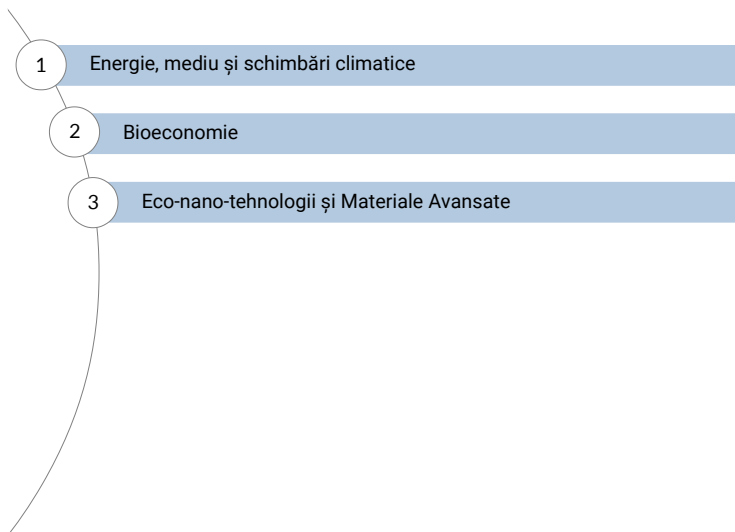 1 Energie, mediu și schimbări climatice
2 Bioeconomie
3 Eco-nano-tehnologii și Materiale Avansate